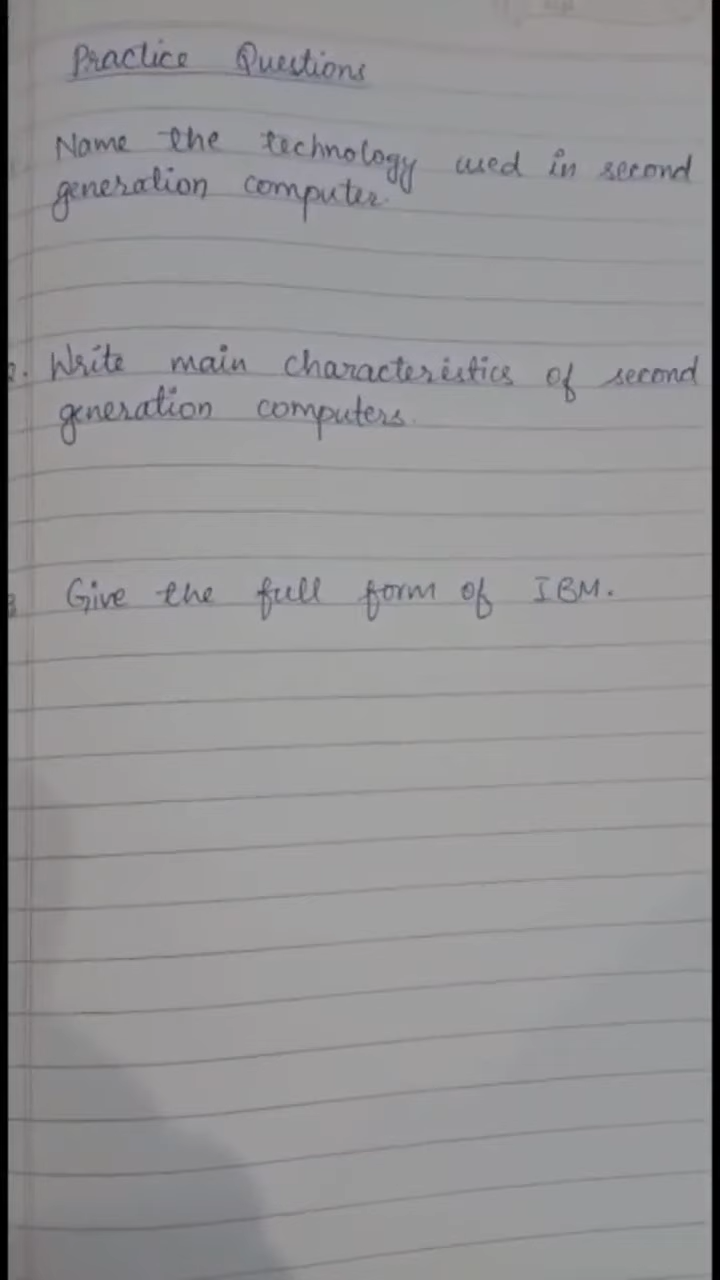 Practice Questions
Name the technology used in second
generation computer.
2. Write main characteristics of second
generation computers.
3 Give the full form of IBM.